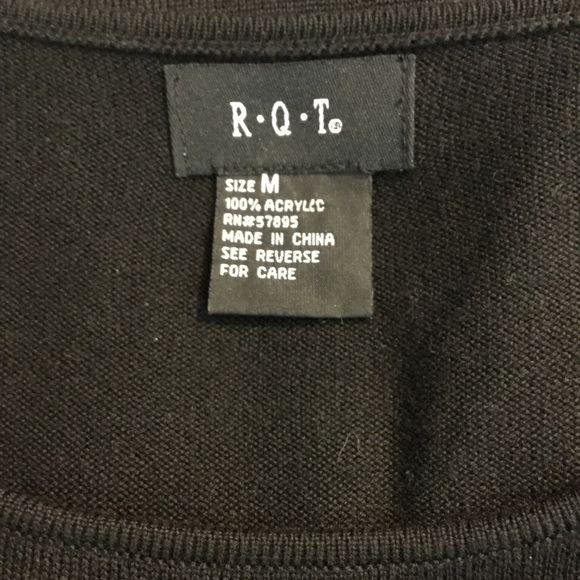 R·Q·T®
SIZE M
100% ACRYLIC
RN#57895
MADE IN CHINA
SEE REVERSE
FOR CARE